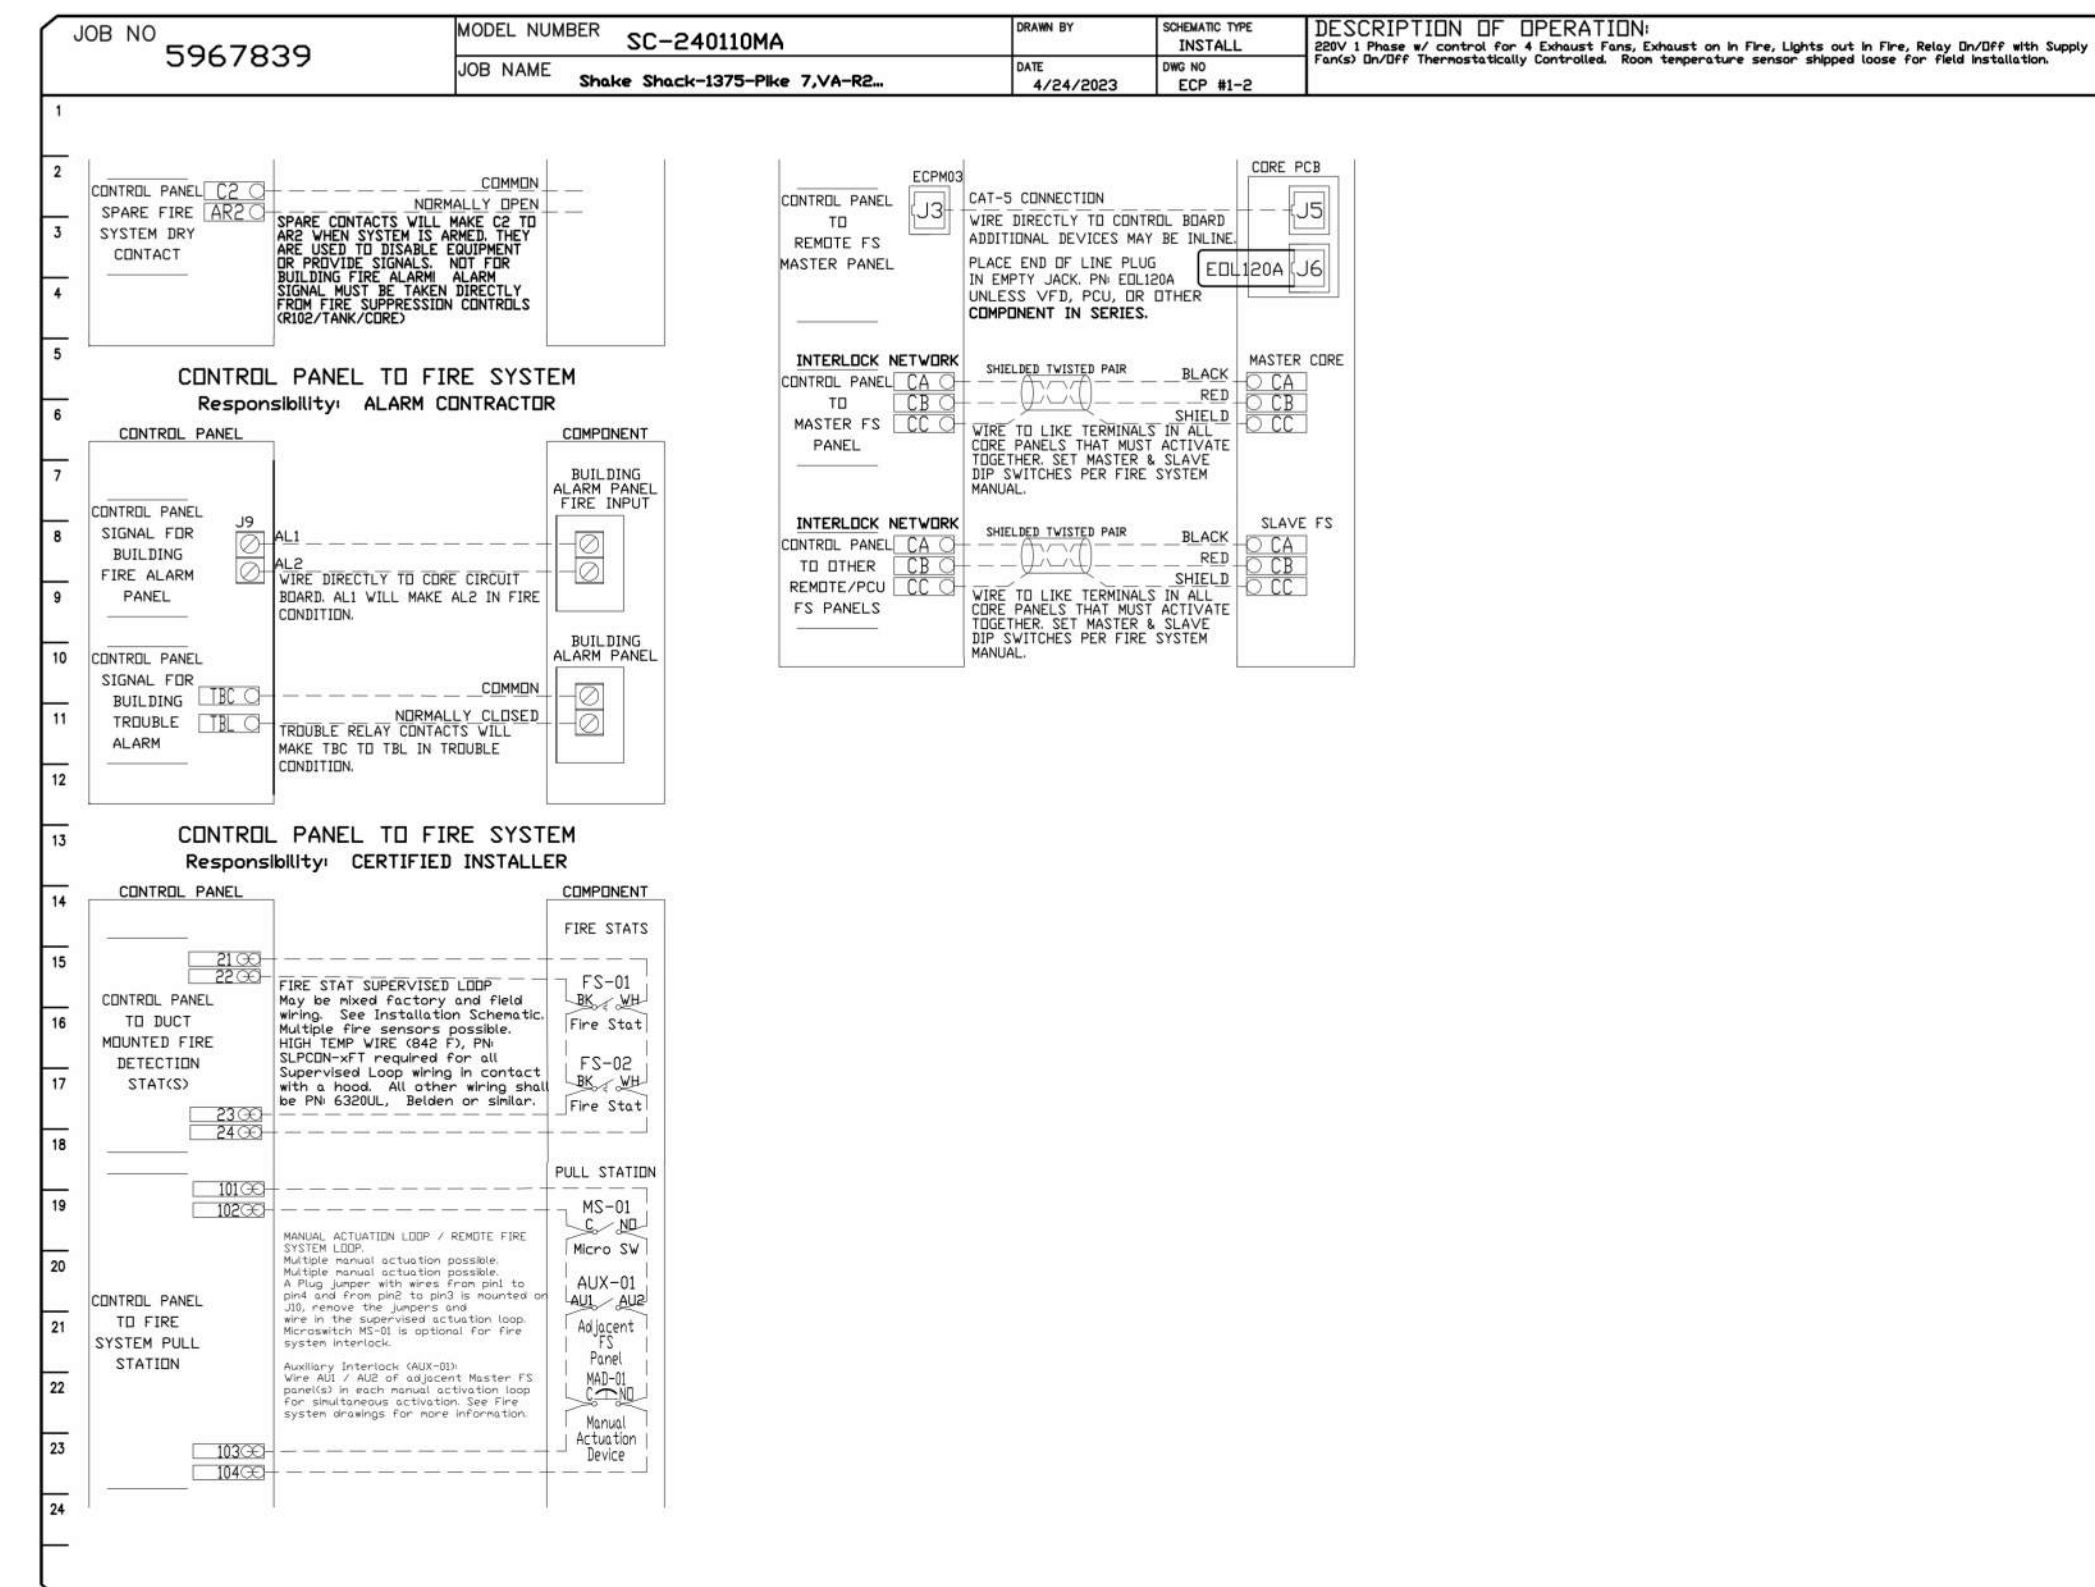 JOB NO
5967839
MODEL NUMBER
SC-240110MA
JOB NAME
Shake Shack-1375-Pike 7,VA-R2...
DRAWN BY
DATE
4/24/2023
SCHEMATIC TYPE
INSTALL
DWG NO
ECP #1-2
DESCRIPTION OF OPERATION:
220V 1 Phase w/ control for 4 Exhaust Fans, Exhaust on in Fire, Lights out in Fire, Relay On/Off with Supply
Fan(s) On/Off Thermostatically Controlled. Room temperature sensor shipped loose for field installation.
1
2
3
4
5
6
7
8
9
10
11
12
13
14
15
16
17
18
19
20
21
22
23
24
CONTROL PANEL
SPARE FIRE
SYSTEM DRY
CONTACT
C2
AR2
COMMON
NORMALLY OPEN
SPARE CONTACTS WILL MAKE C2 TO
AR2 WHEN SYSTEM IS ARMED. THEY
ARE USED TO DISABLE EQUIPMENT
OR PROVIDE SIGNALS. NOT FOR
BUILDING FIRE ALARM! ALARM
SIGNAL MUST BE TAKEN DIRECTLY
FROM FIRE SUPPRESSION CONTROLS
(R102/TANK/CORE)
CONTROL PANEL TO FIRE SYSTEM
Responsibility: ALARM CONTRACTOR
CONTROL PANEL
COMPONENT
CONTROL PANEL
SIGNAL FOR
BUILDING
FIRE ALARM
PANEL
J9
AL1
AL2
WIRE DIRECTLY TO CORE CIRCUIT
BOARD. AL1 WILL MAKE AL2 IN FIRE
CONDITION.
BUILDING
ALARM PANEL
FIRE INPUT
CONTROL PANEL
SIGNAL FOR
BUILDING
TROUBLE
ALARM
TBC
TBL
COMMON
NORMALLY CLOSED
TROUBLE RELAY CONTACTS WILL
MAKE TBC TO TBL IN TROUBLE
CONDITION.
BUILDING
ALARM PANEL
CONTROL PANEL TO FIRE SYSTEM
Responsibility: CERTIFIED INSTALLER
CONTROL PANEL
COMPONENT
CONTROL PANEL
TO DUCT
MOUNTED FIRE
DETECTION
STAT(S)
21
22
23
24
FIRE STAT SUPERVISED LOOP
May be mixed factory and field
wiring. See Installation Schematic.
Multiple fire sensors possible.
HIGH TEMP WIRE (842 F), PN:
SLPCON-xFT required for all
Supervised Loop wiring in contact
with a hood. All other wiring shall
be PN: 6320UL, Belden or similar.
FIRE STATS
FS-01
BK WH
Fire Stat
FS-02
BK WH
Fire Stat
CONTROL PANEL
TO FIRE
SYSTEM PULL
STATION
101
102
103
104
MANUAL ACTUATION LOOP / REMOTE FIRE
SYSTEM LOOP.
Multiple manual actuation possible.
Multiple manual actuation possible.
A Plug jumper with wires from pin1 to
pin4 and from pin2 to pin3 is mounted on
J10, remove the jumpers and
wire in the supervised actuation loop.
Microswitch MS-01 is optional for fire
system interlock.
Auxiliary Interlock (AUX-01):
Wire AU1 / AU2 of adjacent Master FS
panel(s) in each manual activation loop
for simultaneous activation. See Fire
system drawings for more information.
PULL STATION
MS-01
C NO
Micro SW
AUX-01
AU1 AU2
Adjacent
FS
Panel
MAD-01
C NO
Manual
Actuation
Device
CONTROL PANEL
TO
REMOTE FS
MASTER PANEL
ECPM03
J3
CAT-5 CONNECTION
WIRE DIRECTLY TO CONTROL BOARD
ADDITIONAL DEVICES MAY BE INLINE.
PLACE END OF LINE PLUG
IN EMPTY JACK. PN: EOL120A
UNLESS VFD, PCU, OR OTHER
COMPONENT IN SERIES.
CORE PCB
J5
EOL120A
J6
INTERLOCK NETWORK
CONTROL PANEL
TO
MASTER FS
PANEL
CA
CB
CC
SHIELDED TWISTED PAIR
BLACK
RED
SHIELD
WIRE TO LIKE TERMINALS IN ALL
CORE PANELS THAT MUST ACTIVATE
TOGETHER. SET MASTER & SLAVE
DIP SWITCHES PER FIRE SYSTEM
MANUAL.
MASTER CORE
CA
CB
CC
INTERLOCK NETWORK
CONTROL PANEL
TO OTHER
REMOTE/PCU
FS PANELS
CA
CB
CC
SHIELDED TWISTED PAIR
BLACK
RED
SHIELD
WIRE TO LIKE TERMINALS IN ALL
CORE PANELS THAT MUST ACTIVATE
TOGETHER. SET MASTER & SLAVE
DIP SWITCHES PER FIRE SYSTEM
MANUAL.
SLAVE FS
CA
CB
CC